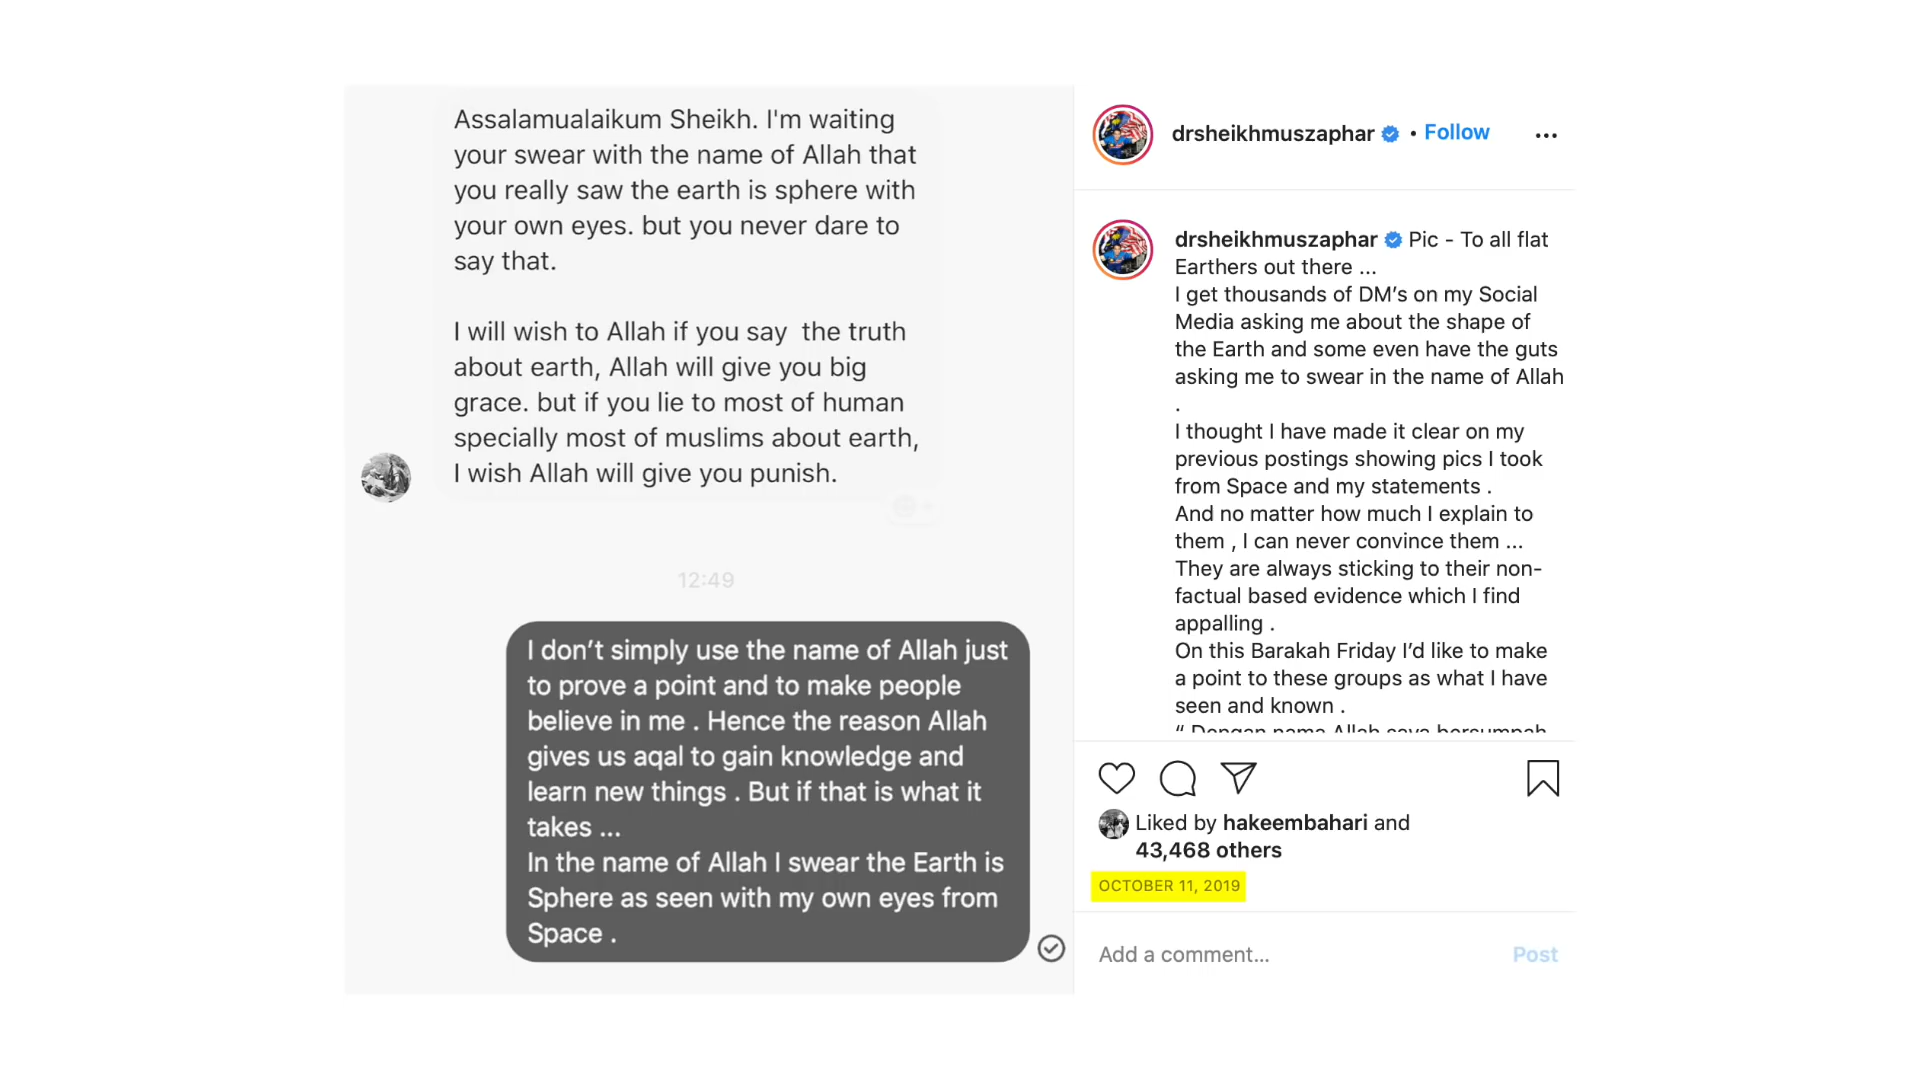 Assalamualaikum Sheikh. I'm waiting
your swear with the name of Allah that
you really saw the earth is sphere with
your own eyes. but you never dare to
say that.
I will wish to Allah if you say the truth
about earth, Allah will give you big
grace. but if you lie to most of human
specially most of muslims about earth,
I wish Allah will give you punish.
12:49
I don’t simply use the name of Allah just
to prove a point and to make people
believe in me . Hence the reason Allah
gives us aqal to gain knowledge and
learn new things . But if that is what it
takes ...
In the name of Allah I swear the Earth is
Sphere as seen with my own eyes from
Space .
drsheikhmuszaphar • Follow
drsheikhmuszaphar Pic - To all flat
Earthers out there ...
I get thousands of DM’s on my Social
Media asking me about the shape of
the Earth and some even have the guts
asking me to swear in the name of Allah
.
I thought I have made it clear on my
previous postings showing pics I took
from Space and my statements .
And no matter how much I explain to
them , I can never convince them ...
They are always sticking to their non-
factual based evidence which I find
appalling .
On this Barakah Friday I’d like to make
a point to these groups as what I have
seen and known .
“ Dengan nama Allah saya bersumpah
Liked by hakeembahari and
43,468 others
OCTOBER 11, 2019
Add a comment...
Post